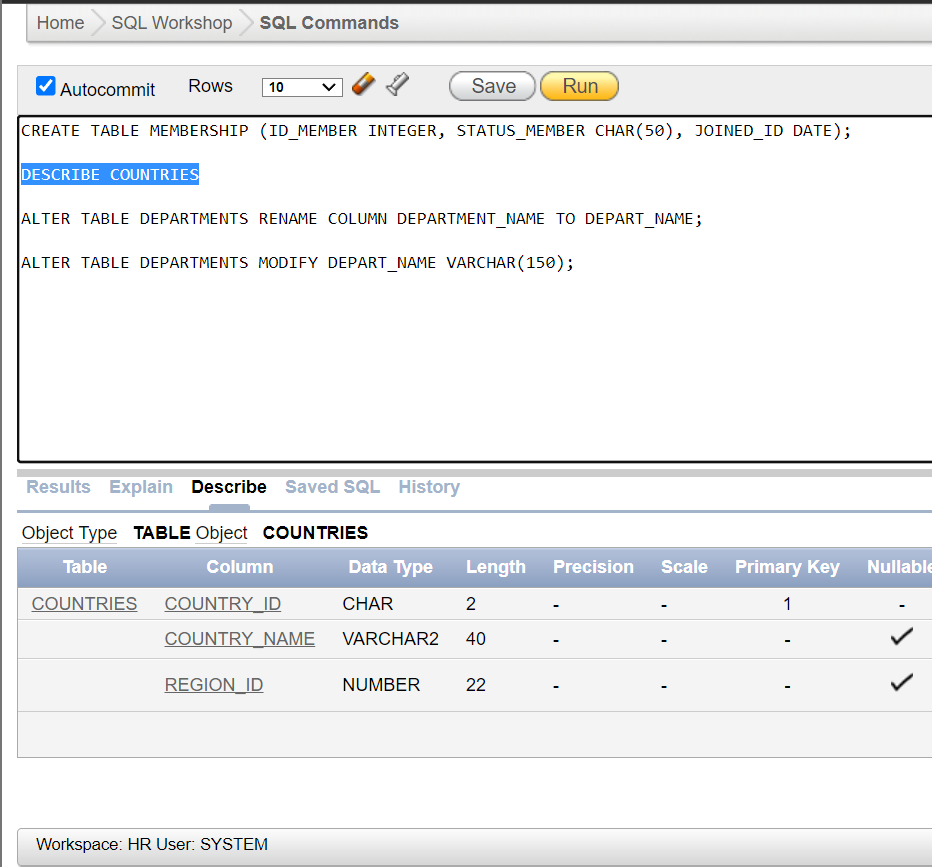 Home SQL Workshop SQL Commands
Autocommit Rows 10 Save Run
CREATE TABLE MEMBERSHIP (ID_MEMBER INTEGER, STATUS_MEMBER CHAR(50), JOINED_ID DATE);
DESCRIBE COUNTRIES
ALTER TABLE DEPARTMENTS RENAME COLUMN DEPARTMENT_NAME TO DEPART_NAME;
ALTER TABLE DEPARTMENTS MODIFY DEPART_NAME VARCHAR(150);
Results Explain Describe Saved SQL History
Object Type TABLE Object COUNTRIES
Table Column Data Type Length Precision Scale Primary Key Nullable
COUNTRIES COUNTRY_ID CHAR 2 - - 1 -
COUNTRY_NAME VARCHAR2 40 - - - ✓
REGION_ID NUMBER 22 - - - ✓
Workspace: HR User: SYSTEM